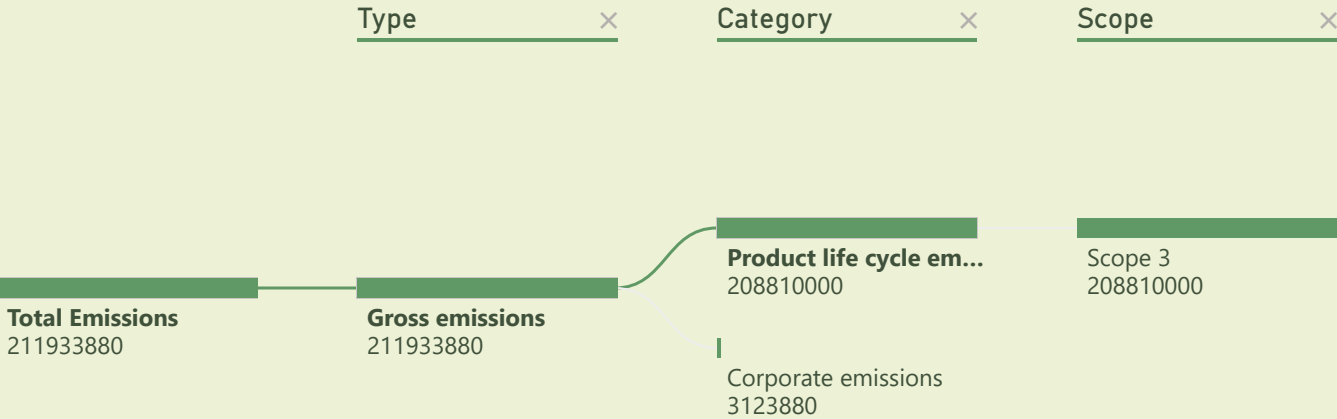 Type
Category
Scope
Product life cycle em...
208810000
Scope 3
208810000
Total Emissions
211933880
Gross emissions
211933880
Corporate emissions
3123880